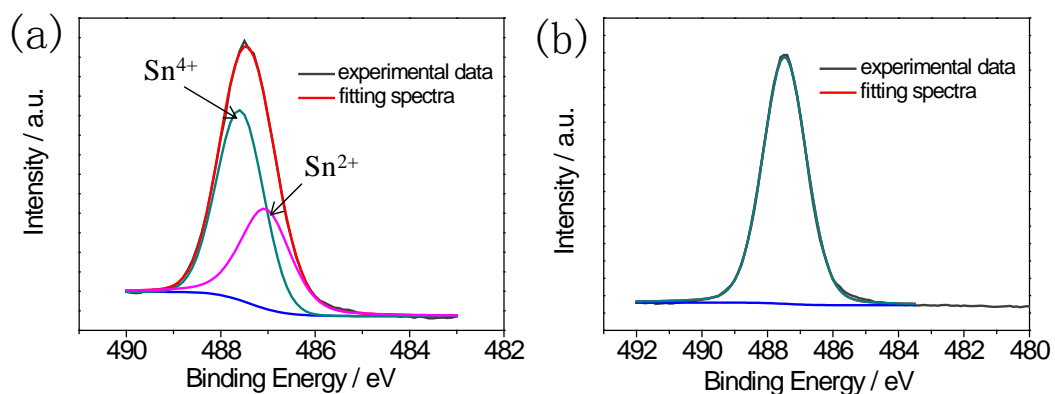 (a)
Sn4+
Sn2+
experimental data
fitting spectra
Intensity / a.u.
490 488 486 484 482
Binding Energy / eV
(b)
experimental data
fitting spectra
Intensity / a.u.
492 490 488 486 484 482 480
Binding Energy / eV